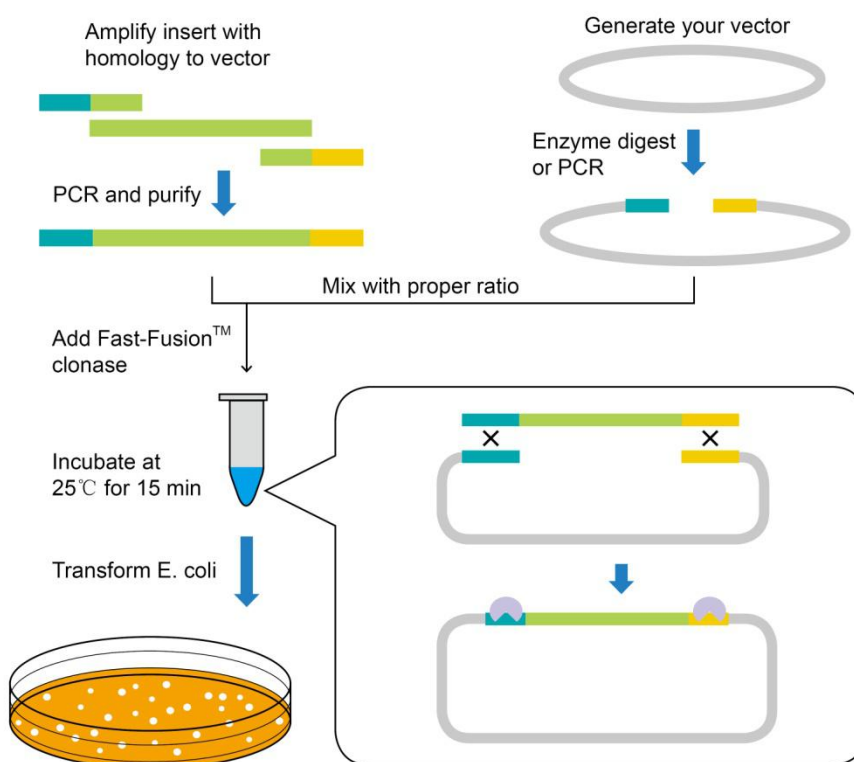 Amplify insert with
homology to vector
PCR and purify
Generate your vector
Enzyme digest
or PCR
Mix with proper ratio
Add Fast-Fusion™
clonase
Incubate at
25℃ for 15 min
Transform E. coli